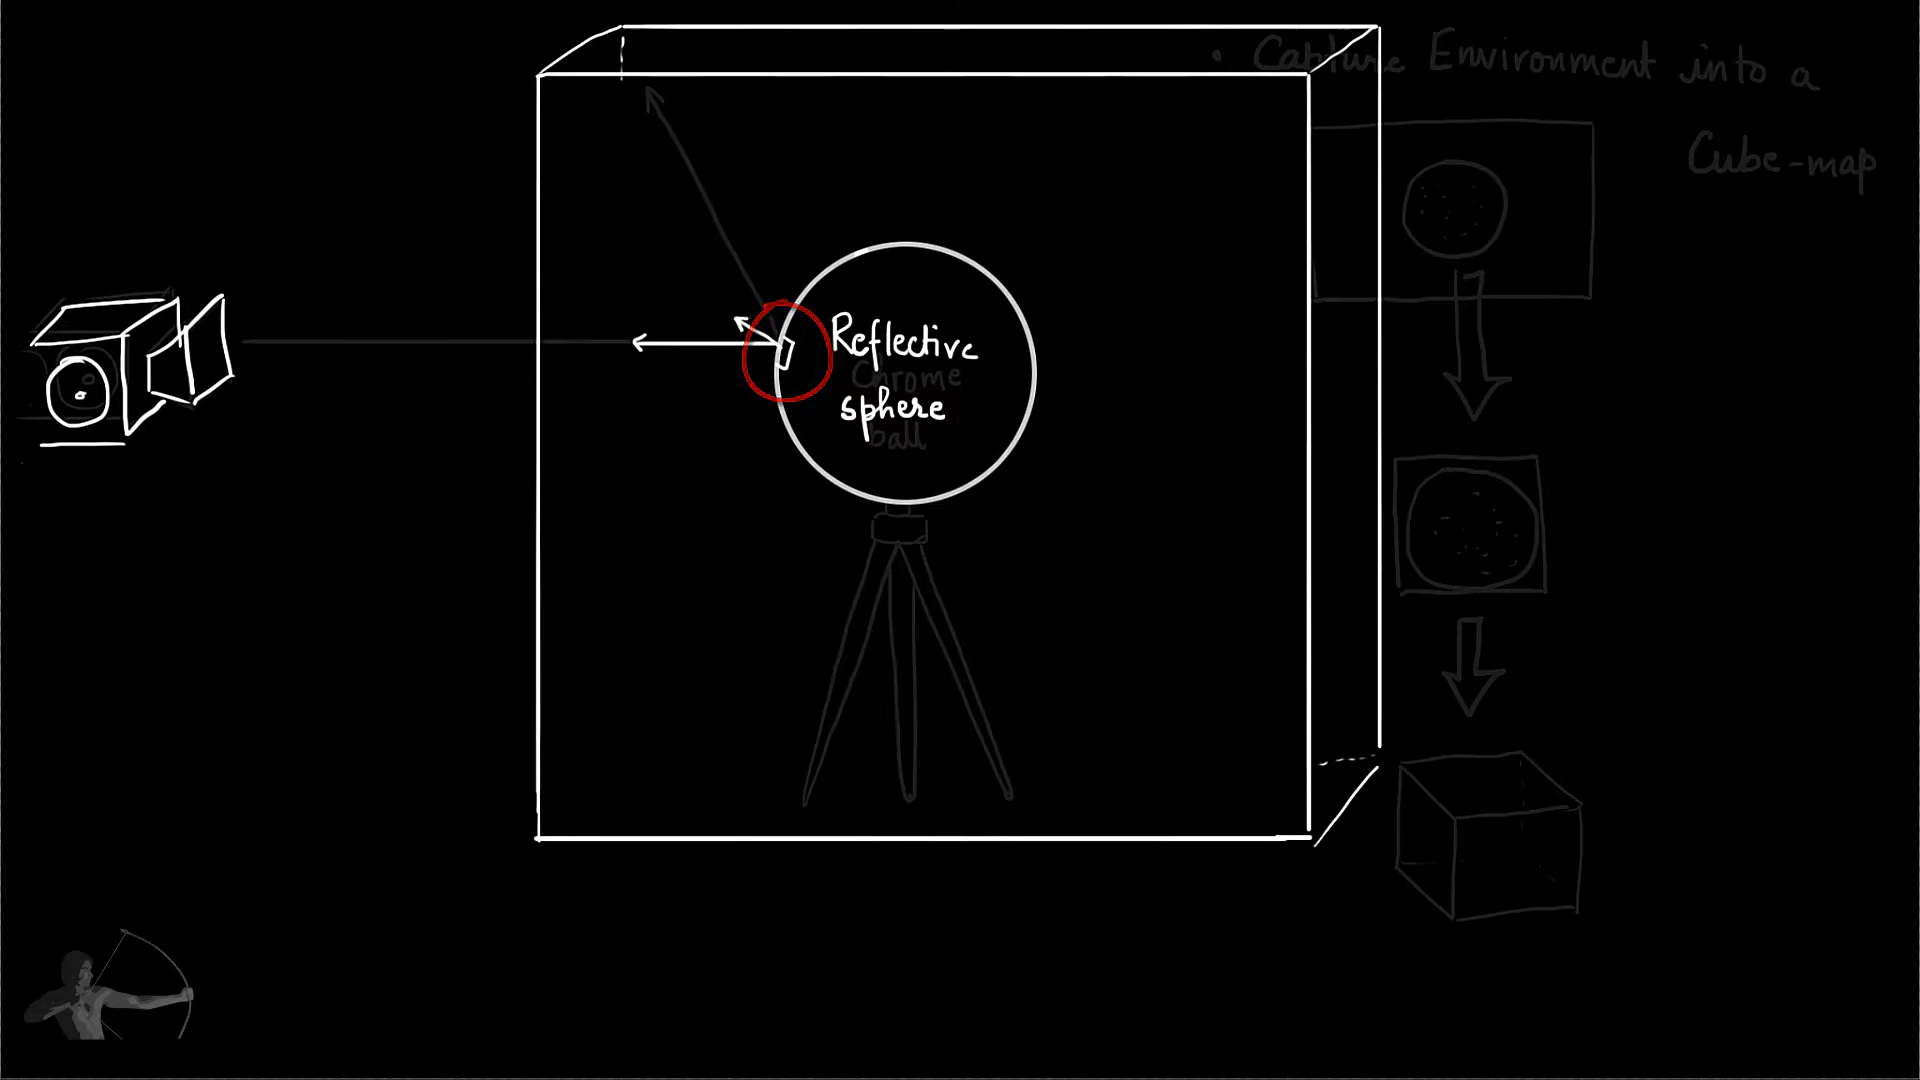 • Capture Environment into a
Cube-map
Reflective
Chrome
sphere
ball